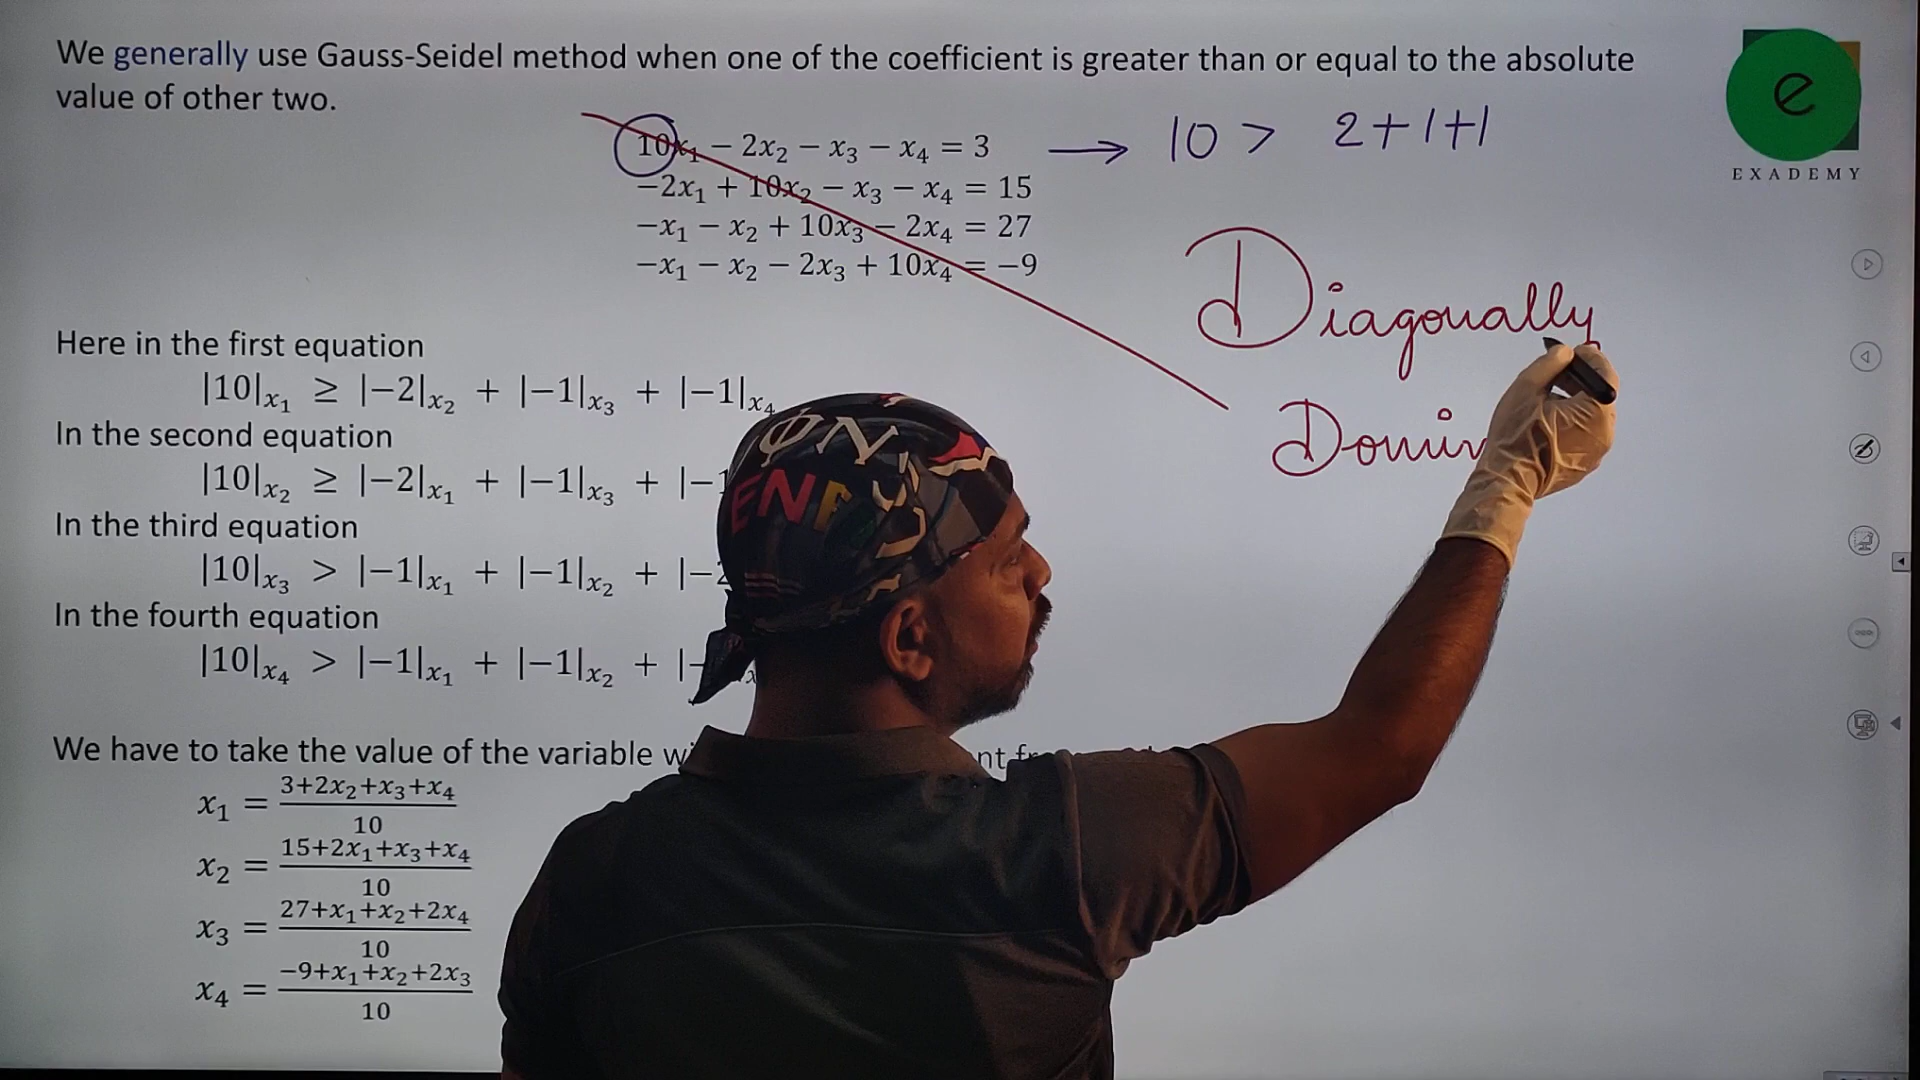 We generally use Gauss-Seidel method when one of the coefficient is greater than or equal to the absolute
value of other two.
10x₁ − 2x₂ − x₃ − x₄ = 3 → 10 > 2+1+1
−2x₁ + 10x₂ − x₃ − x₄ = 15
−x₁ − x₂ + 10x₃ − 2x₄ = 27
−x₁ − x₂ − 2x₃ + 10x₄ = −9
e
EXADEMY
Diagonally
Domin
Here in the first equation
|10|x₁ ≥ |−2|x₂ + |−1|x₃ + |−1|x₄
In the second equation
|10|x₂ ≥ |−2|x₁ + |−1|x₃ + |−1
In the third equation
|10|x₃ > |−1|x₁ + |−1|x₂ + |−2
In the fourth equation
|10|x₄ > |−1|x₁ + |−1|x₂ + |−
We have to take the value of the variable
x₁ = (3+2x₂+x₃+x₄)/10
x₂ = (15+2x₁+x₃+x₄)/10
x₃ = (27+x₁+x₂+2x₄)/10
x₄ = (−9+x₁+x₂+2x₃)/10
ΦN